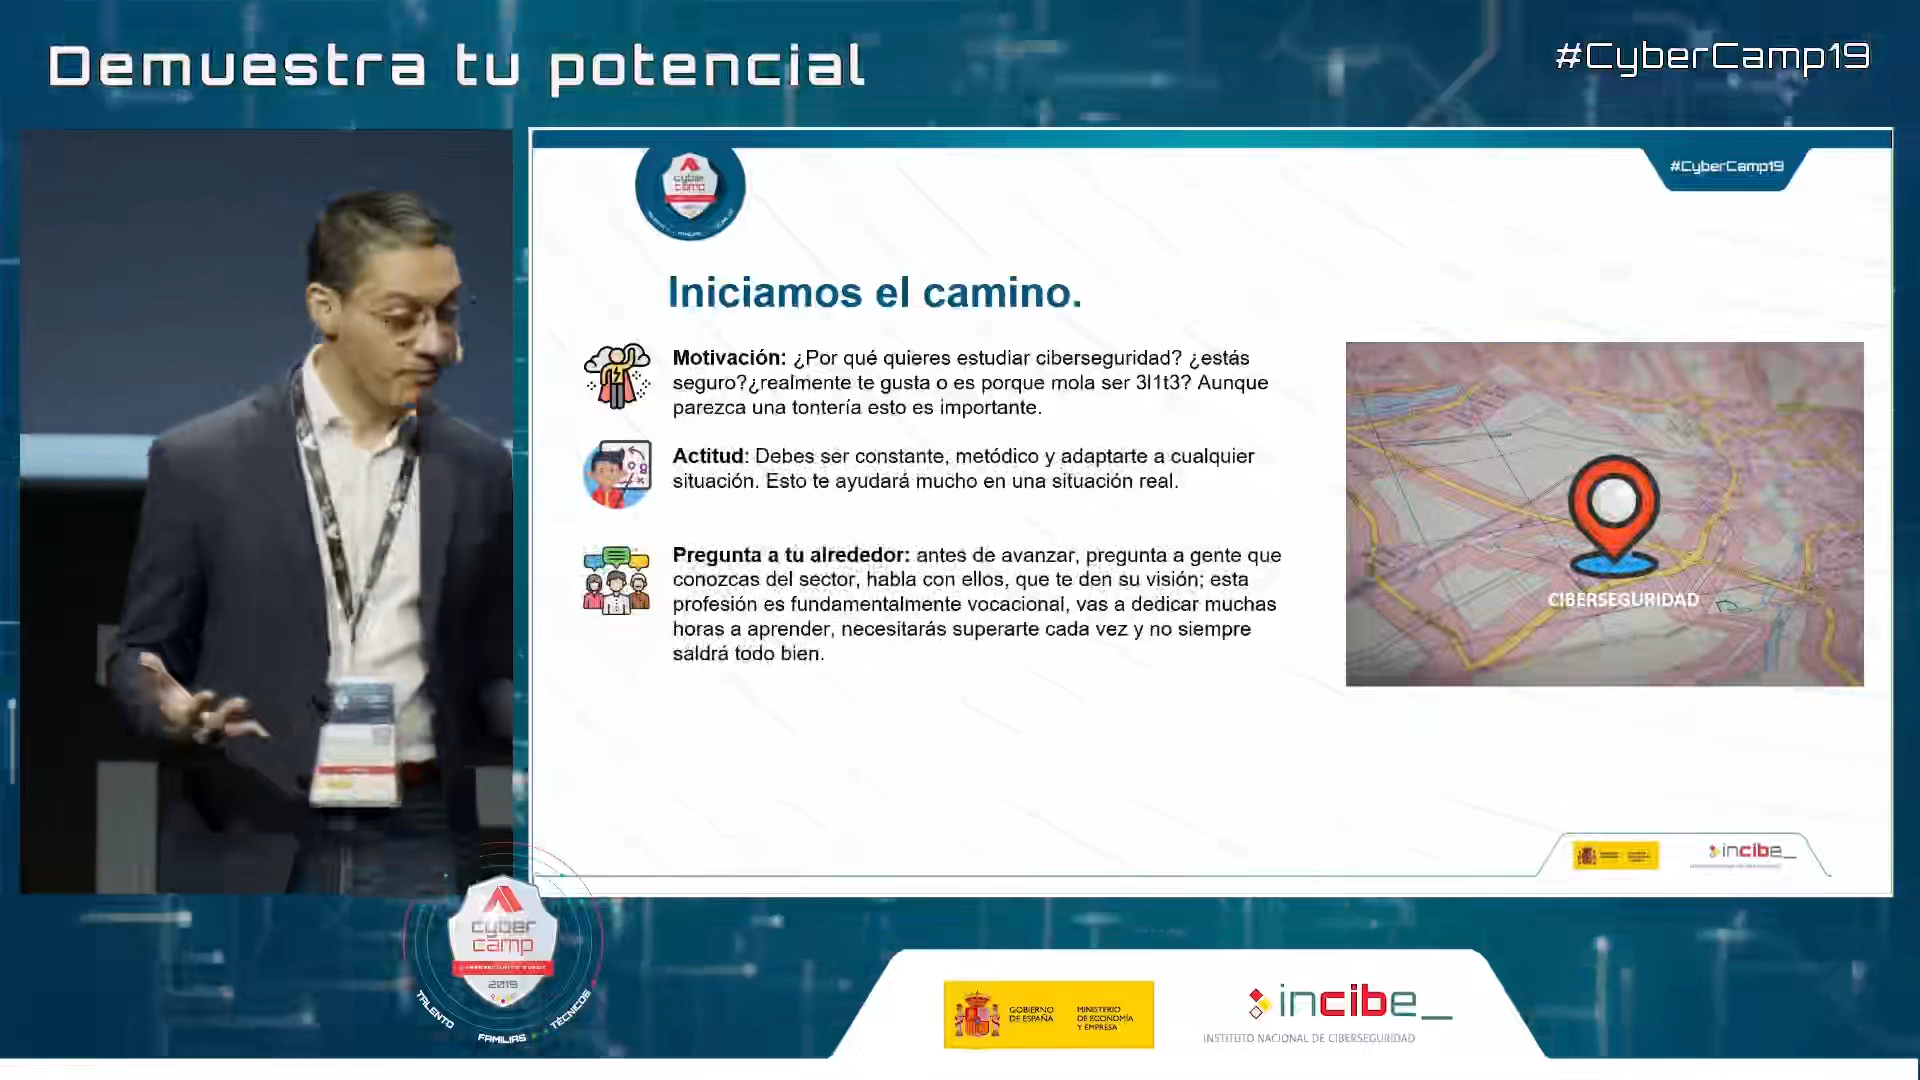 Demuestra tu potencial
#CyberCamp19
#CyberCamp19
cyber
camp
Iniciamos el camino.
Motivación: ¿Por qué quieres estudiar ciberseguridad? ¿estás
seguro?¿realmente te gusta o es porque mola ser 3l1t3? Aunque
parezca una tontería esto es importante.
Actitud: Debes ser constante, metódico y adaptarte a cualquier
situación. Esto te ayudará mucho en una situación real.
Pregunta a tu alrededor: antes de avanzar, pregunta a gente que
conozcas del sector, habla con ellos, que te den su visión; esta
profesión es fundamentalmente vocacional, vas a dedicar muchas
horas a aprender, necesitarás superarte cada vez y no siempre
saldrá todo bien.
CIBERSEGURIDAD
incibe_
cyber
camp
CYBERSECURITY EVENT
2019
TALENTO
FAMILIAS
TÉCNICOS
GOBIERNO
DE ESPAÑA
MINISTERIO
DE ECONOMÍA
Y EMPRESA
incibe_
INSTITUTO NACIONAL DE CIBERSEGURIDAD